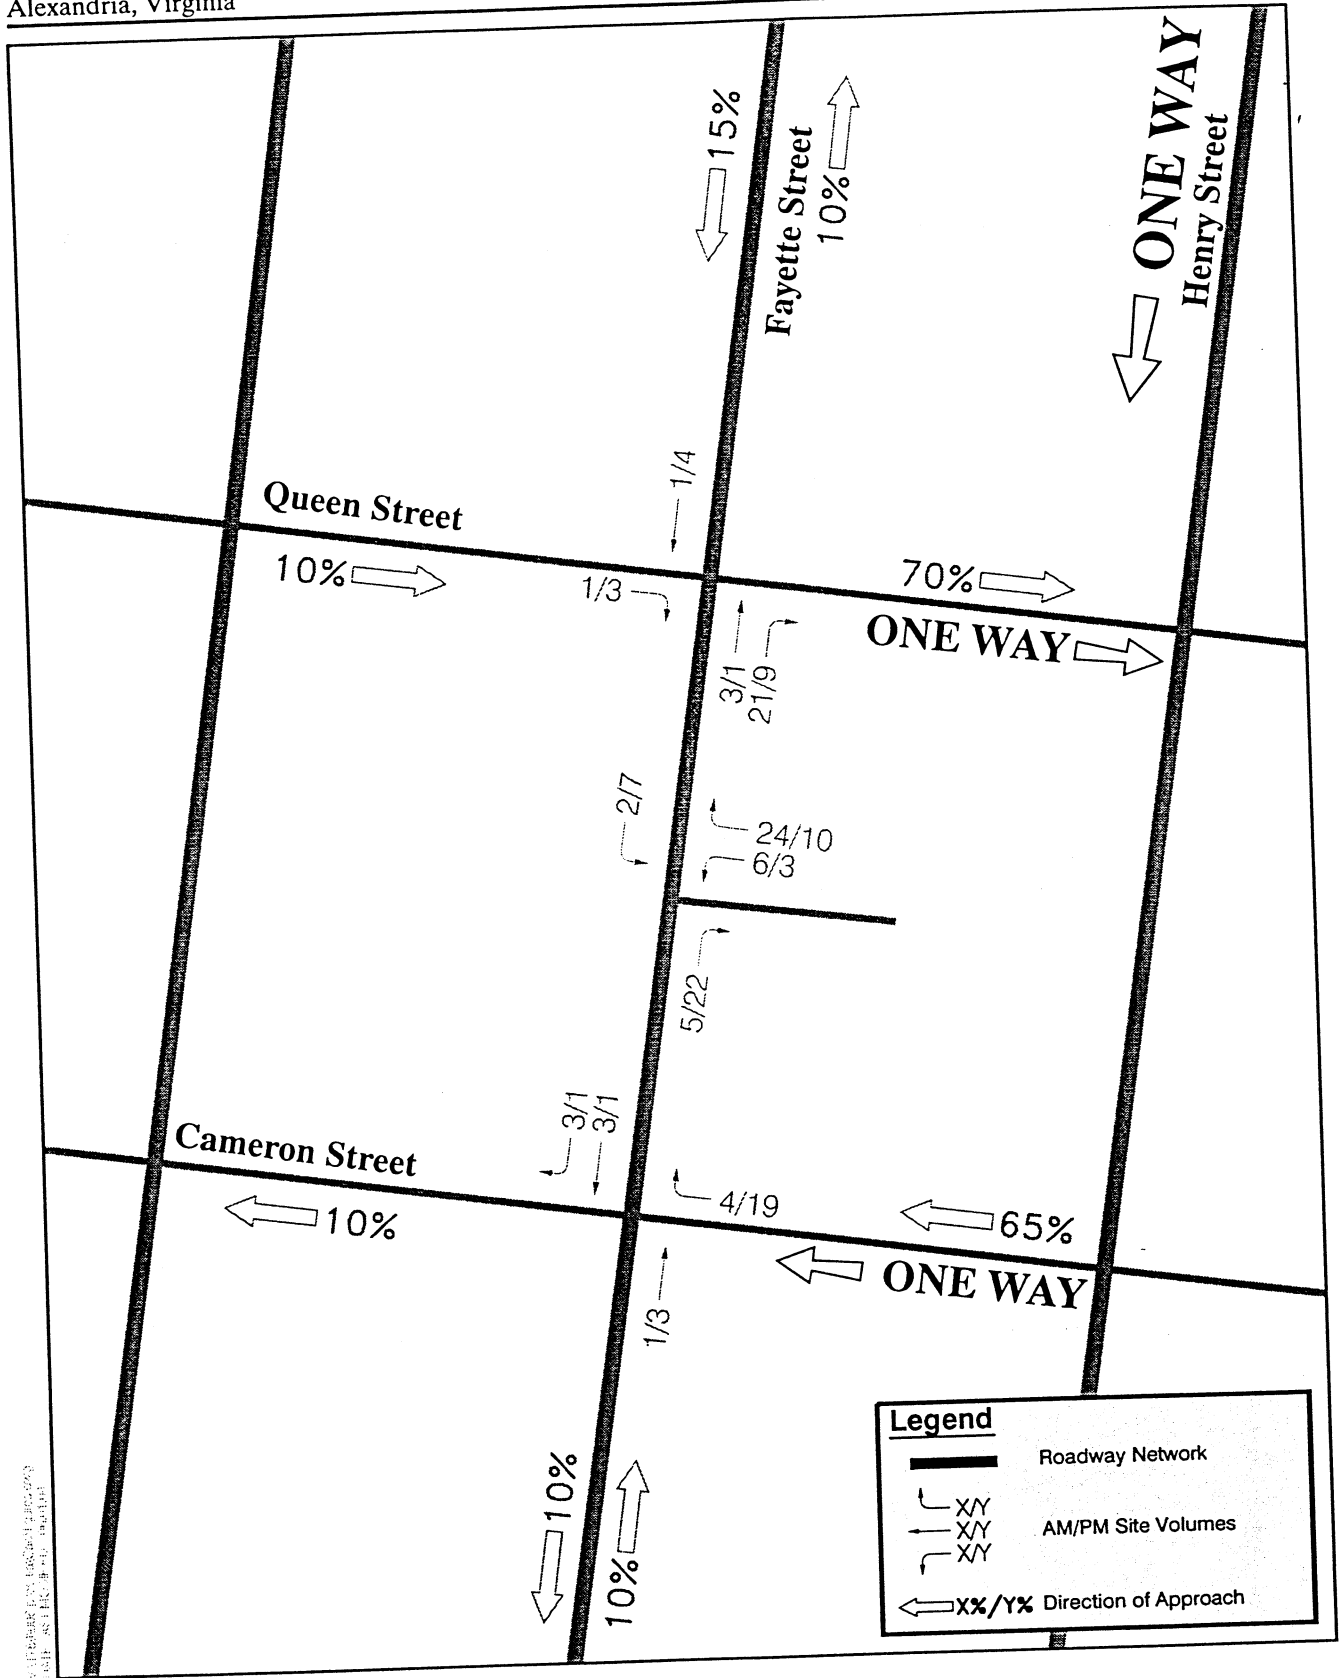 Alexandria, Virginia
15%
Fayette Street
10%
ONE WAY
Henry Street
1/4
Queen Street
10%
1/3
70%
ONE WAY
3/1
21/9
2/7
24/10
6/3
5/22
3/1
3/1
Cameron Street
4/19
10%
65%
ONE WAY
1/3
10%
10%
Legend
Roadway Network
X/Y
X/Y AM/PM Site Volumes
X/Y
X%/Y% Direction of Approach